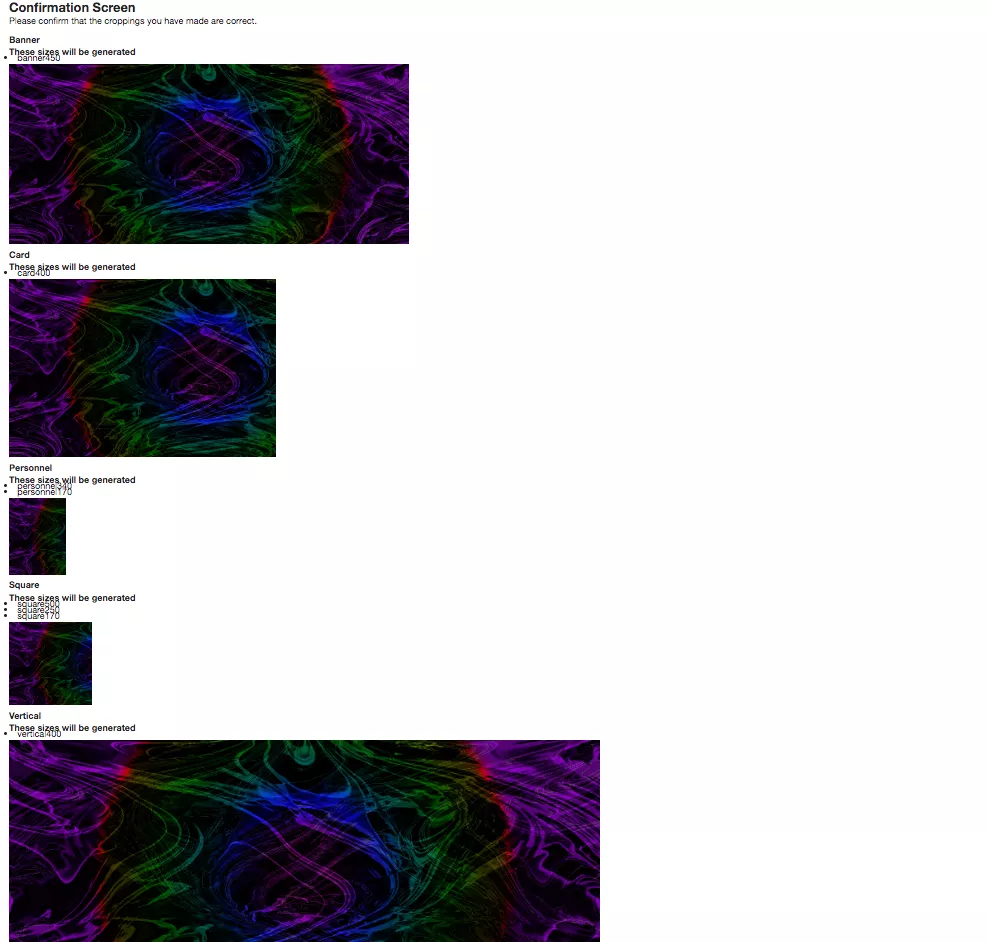 Confirmation Screen
Please confirm that the croppings you have made are correct.
Banner
These sizes will be generated
banner450
Card
These sizes will be generated
card400
Personnel
These sizes will be generated
personnel340
personnel170
Square
These sizes will be generated
square500
square250
square170
Vertical
These sizes will be generated
vertical400